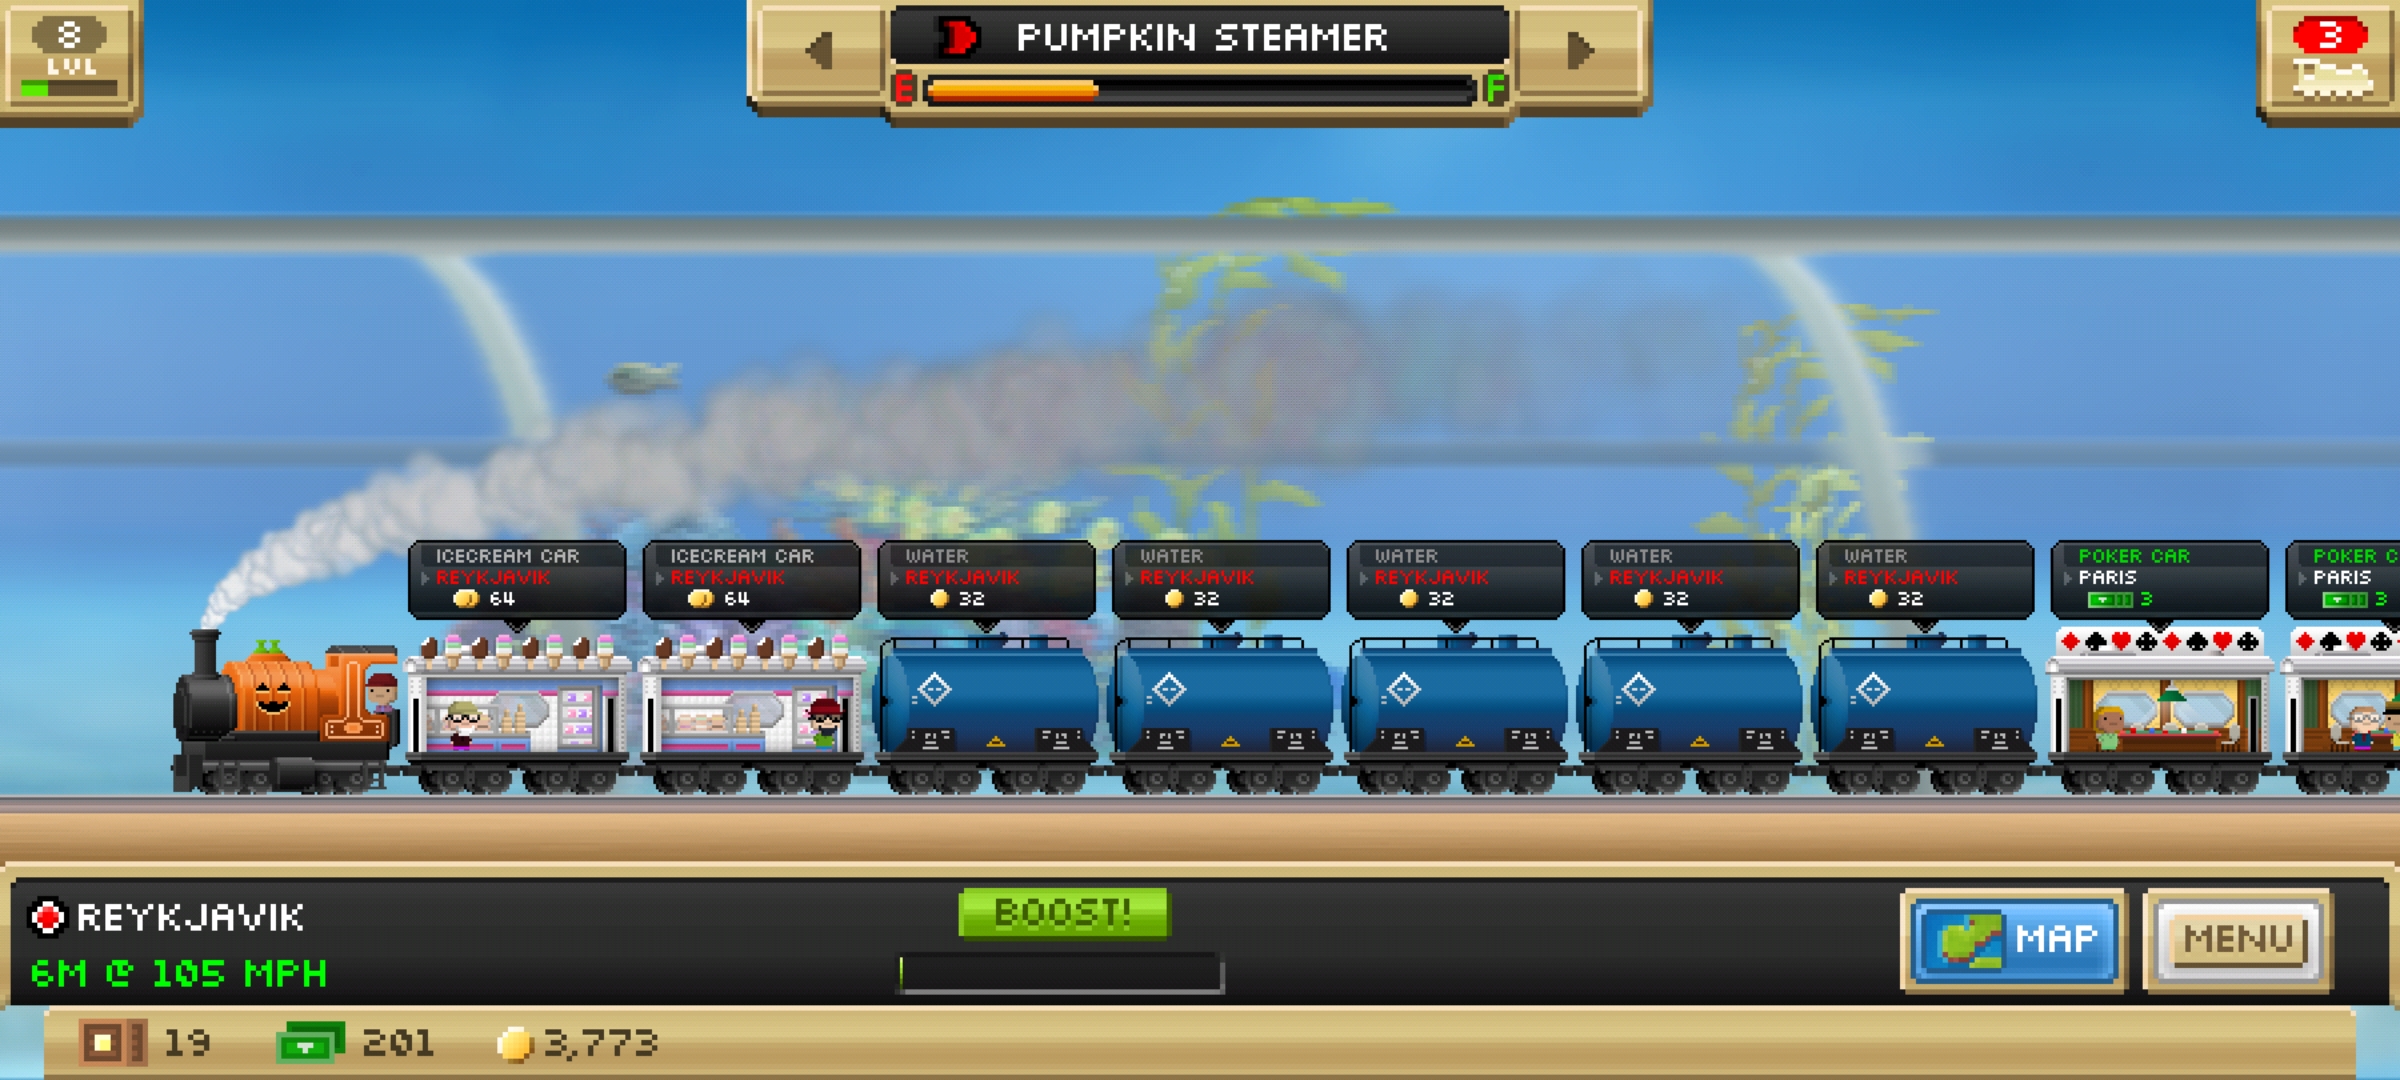 8
LVL
PUMPKIN STEAMER
E F
3
ICECREAM CAR
REYKJAVIK
64
ICECREAM CAR
REYKJAVIK
64
WATER
REYKJAVIK
32
WATER
REYKJAVIK
32
WATER
REYKJAVIK
32
WATER
REYKJAVIK
32
WATER
REYKJAVIK
32
POKER CAR
PARIS
3
POKER C
PARIS
3
REYKJAVIK
6M @ 105 MPH
BOOST!
MAP
MENU
19
201
3,773